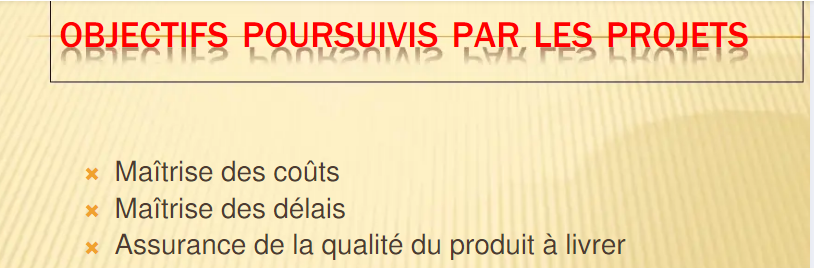 OBJECTIFS POURSUIVIS PAR LES PROJETS
Maîtrise des coûts
Maîtrise des délais
Assurance de la qualité du produit à livrer